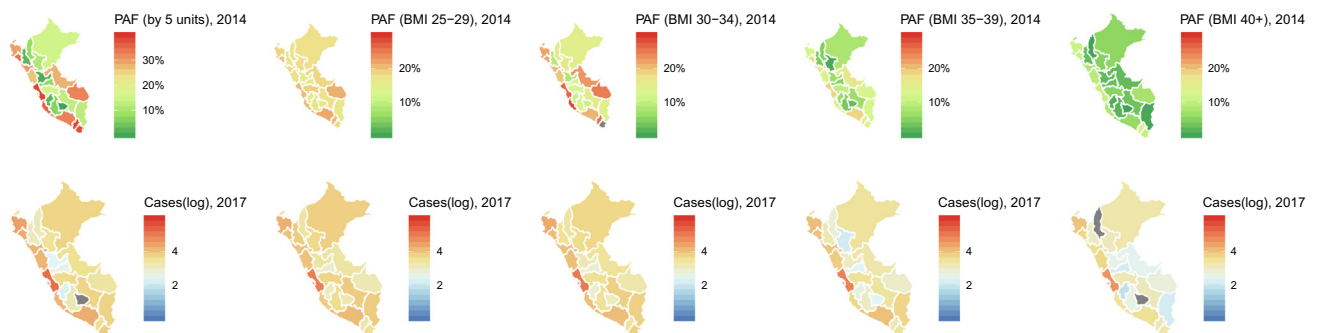 PAF (by 5 units), 2014
30%
20%
10%
PAF (BMI 25−29), 2014
20%
10%
PAF (BMI 30−34), 2014
20%
10%
PAF (BMI 35−39), 2014
20%
10%
PAF (BMI 40+), 2014
20%
10%
Cases(log), 2017
4
2
Cases(log), 2017
4
2
Cases(log), 2017
4
2
Cases(log), 2017
4
2
Cases(log), 2017
4
2